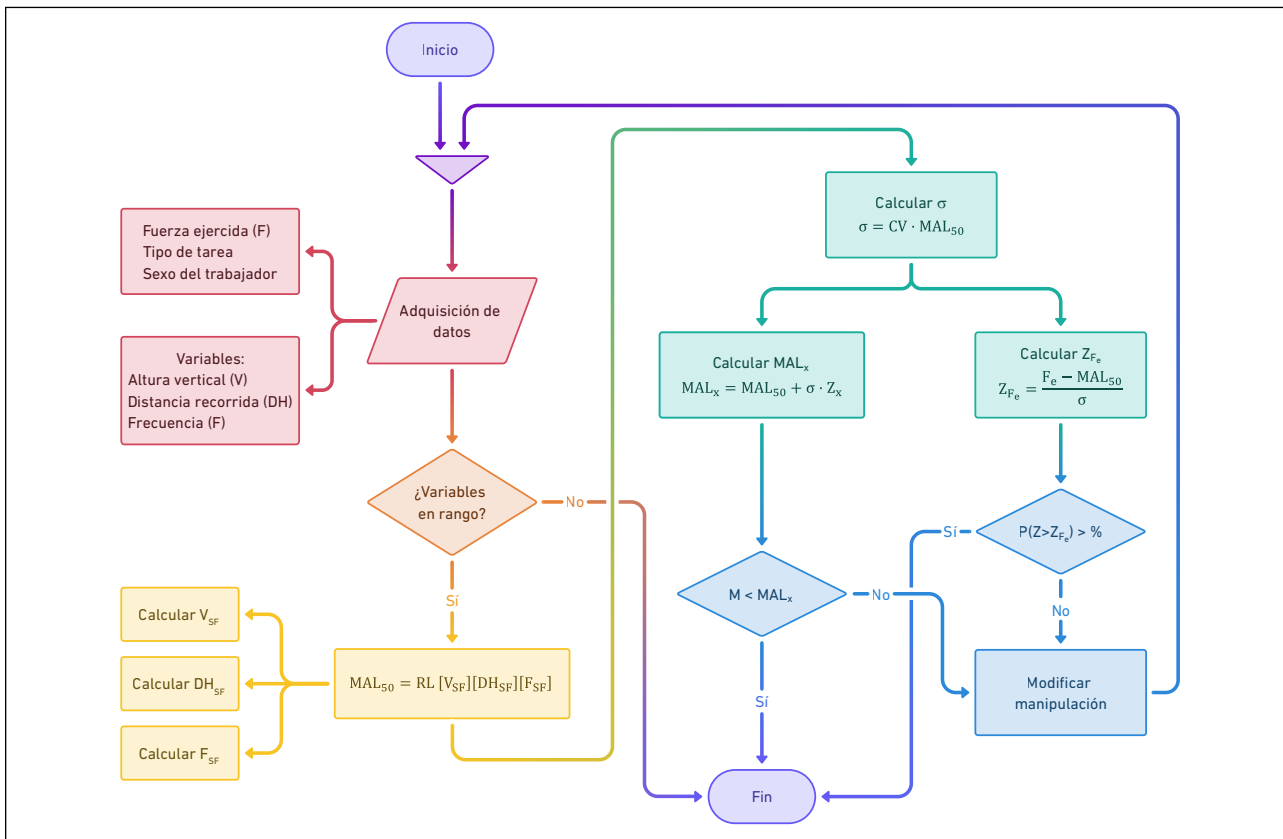 Inicio
Fuerza ejercida (F)
Tipo de tarea
Sexo del trabajador
Adquisición de
datos
Variables:
Altura vertical (V)
Distancia recorrida (DH)
Frecuencia (F)
¿Variables
en rango?
No
Sí
Calcular V_SF
Calcular DH_SF
Calcular F_SF
MAL₅₀ = RL [V_SF][DH_SF][F_SF]
Calcular σ
σ = CV · MAL₅₀
Calcular MALₓ
MALₓ = MAL₅₀ + σ · Zₓ
Calcular Z_Fₑ
Z_Fₑ = (Fₑ − MAL₅₀) / σ
M < MALₓ
No
Sí
P(Z>Z_Fₑ) > %
Sí
No
Modificar
manipulación
Fin